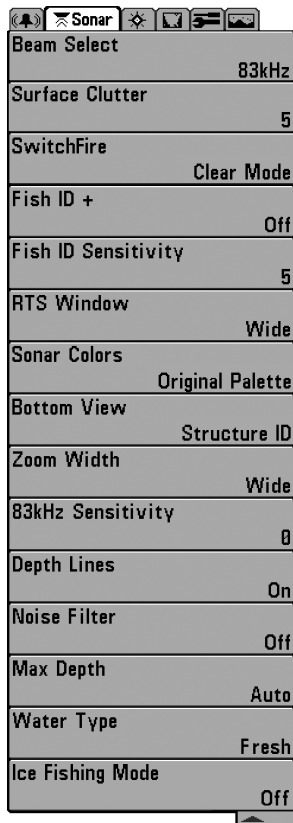 Sonar
Beam Select
83kHz
Surface Clutter
5
SwitchFire
Clear Mode
Fish ID +
Off
Fish ID Sensitivity
5
RTS Window
Wide
Sonar Colors
Original Palette
Bottom View
Structure ID
Zoom Width
Wide
83kHz Sensitivity
0
Depth Lines
On
Noise Filter
Off
Max Depth
Auto
Water Type
Fresh
Ice Fishing Mode
Off